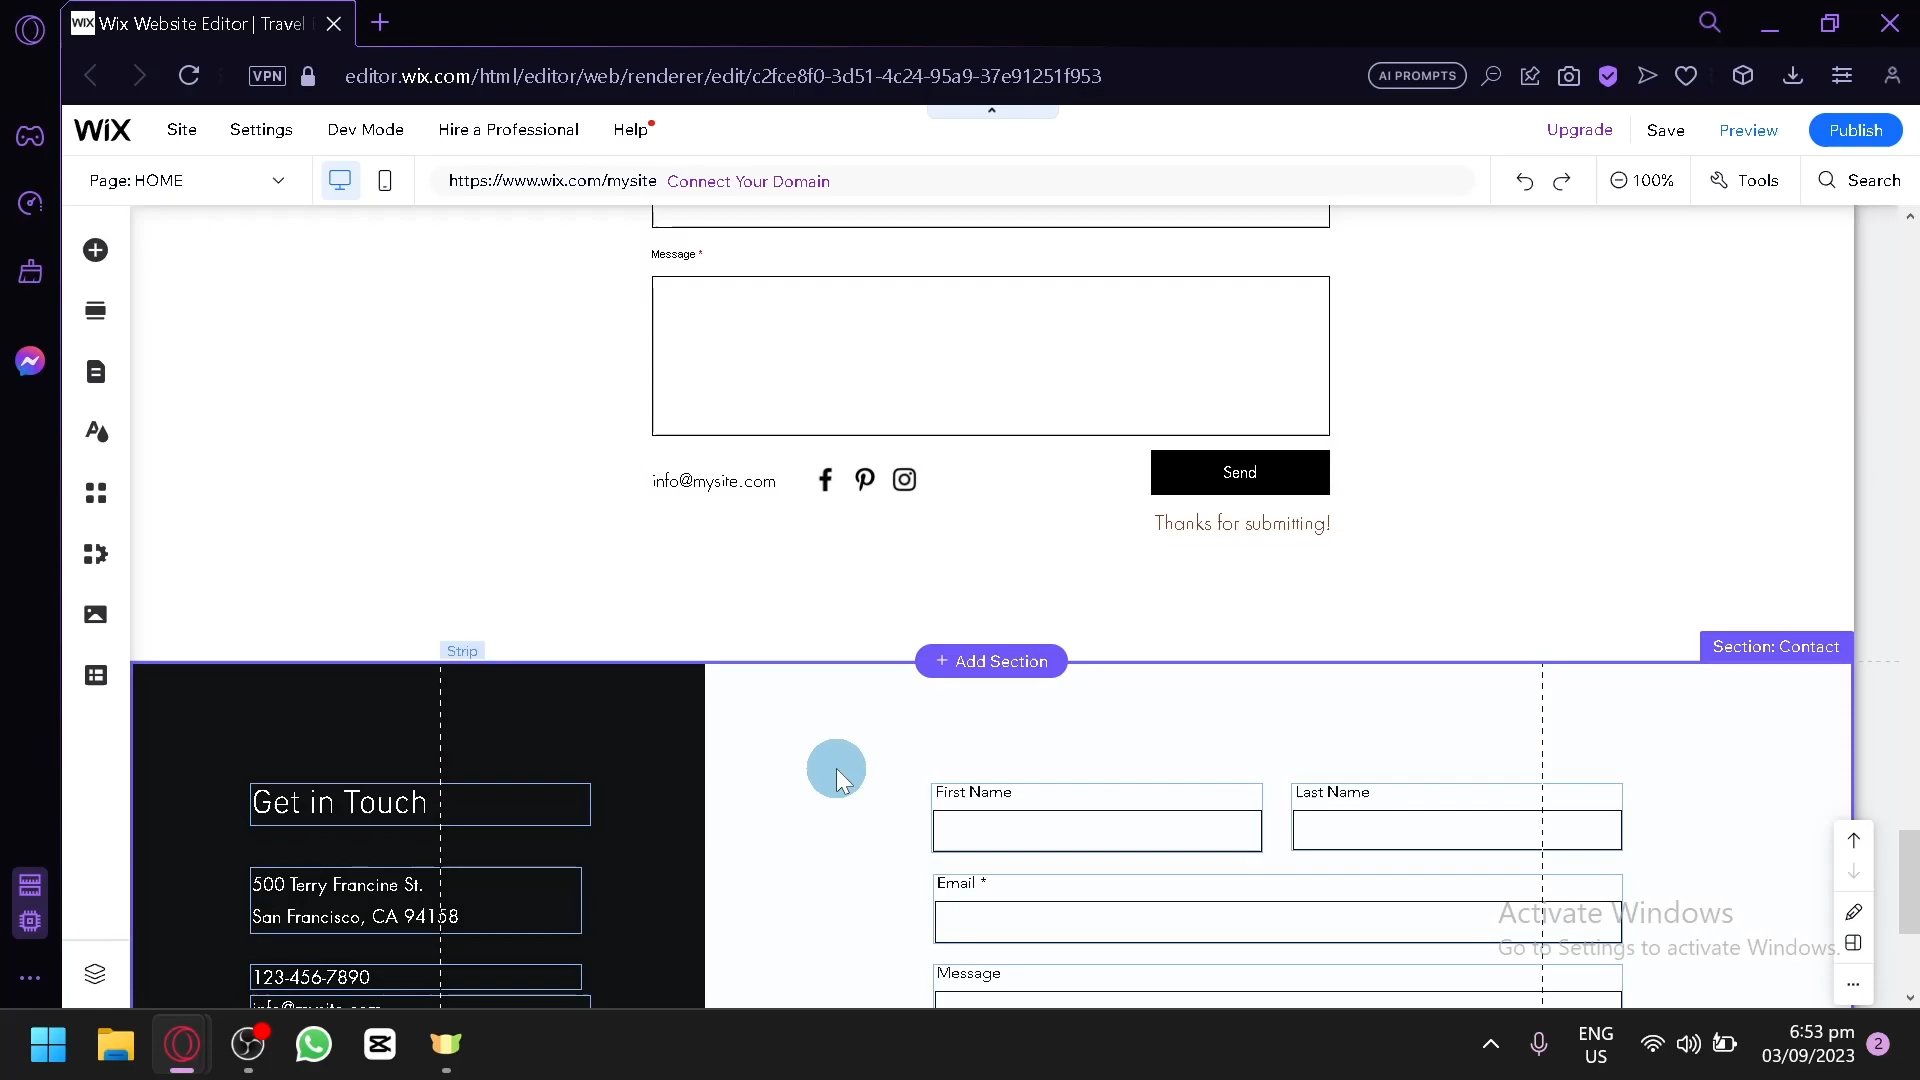 WIX Wix Website Editor | Travel
VPN editor.wix.com/html/editor/web/renderer/edit/c2fce8f0-3d51-4c24-95a9-37e91251f953 AI PROMPTS
WiX Site Settings Dev Mode Hire a Professional Help Upgrade Save Preview Publish
Page: HOME https://www.wix.com/mysite Connect Your Domain 100% Tools Search
Message *
info@mysite.com Send
Thanks for submitting!
Strip + Add Section Section: Contact
Get in Touch
First Name Last Name
500 Terry Francine St.
San Francisco, CA 94158
Email *
Activate Windows
Go to Settings to activate Windows.
123-456-7890
Message
info@mysite.com
ENG
US
6:53 pm
03/09/2023
2